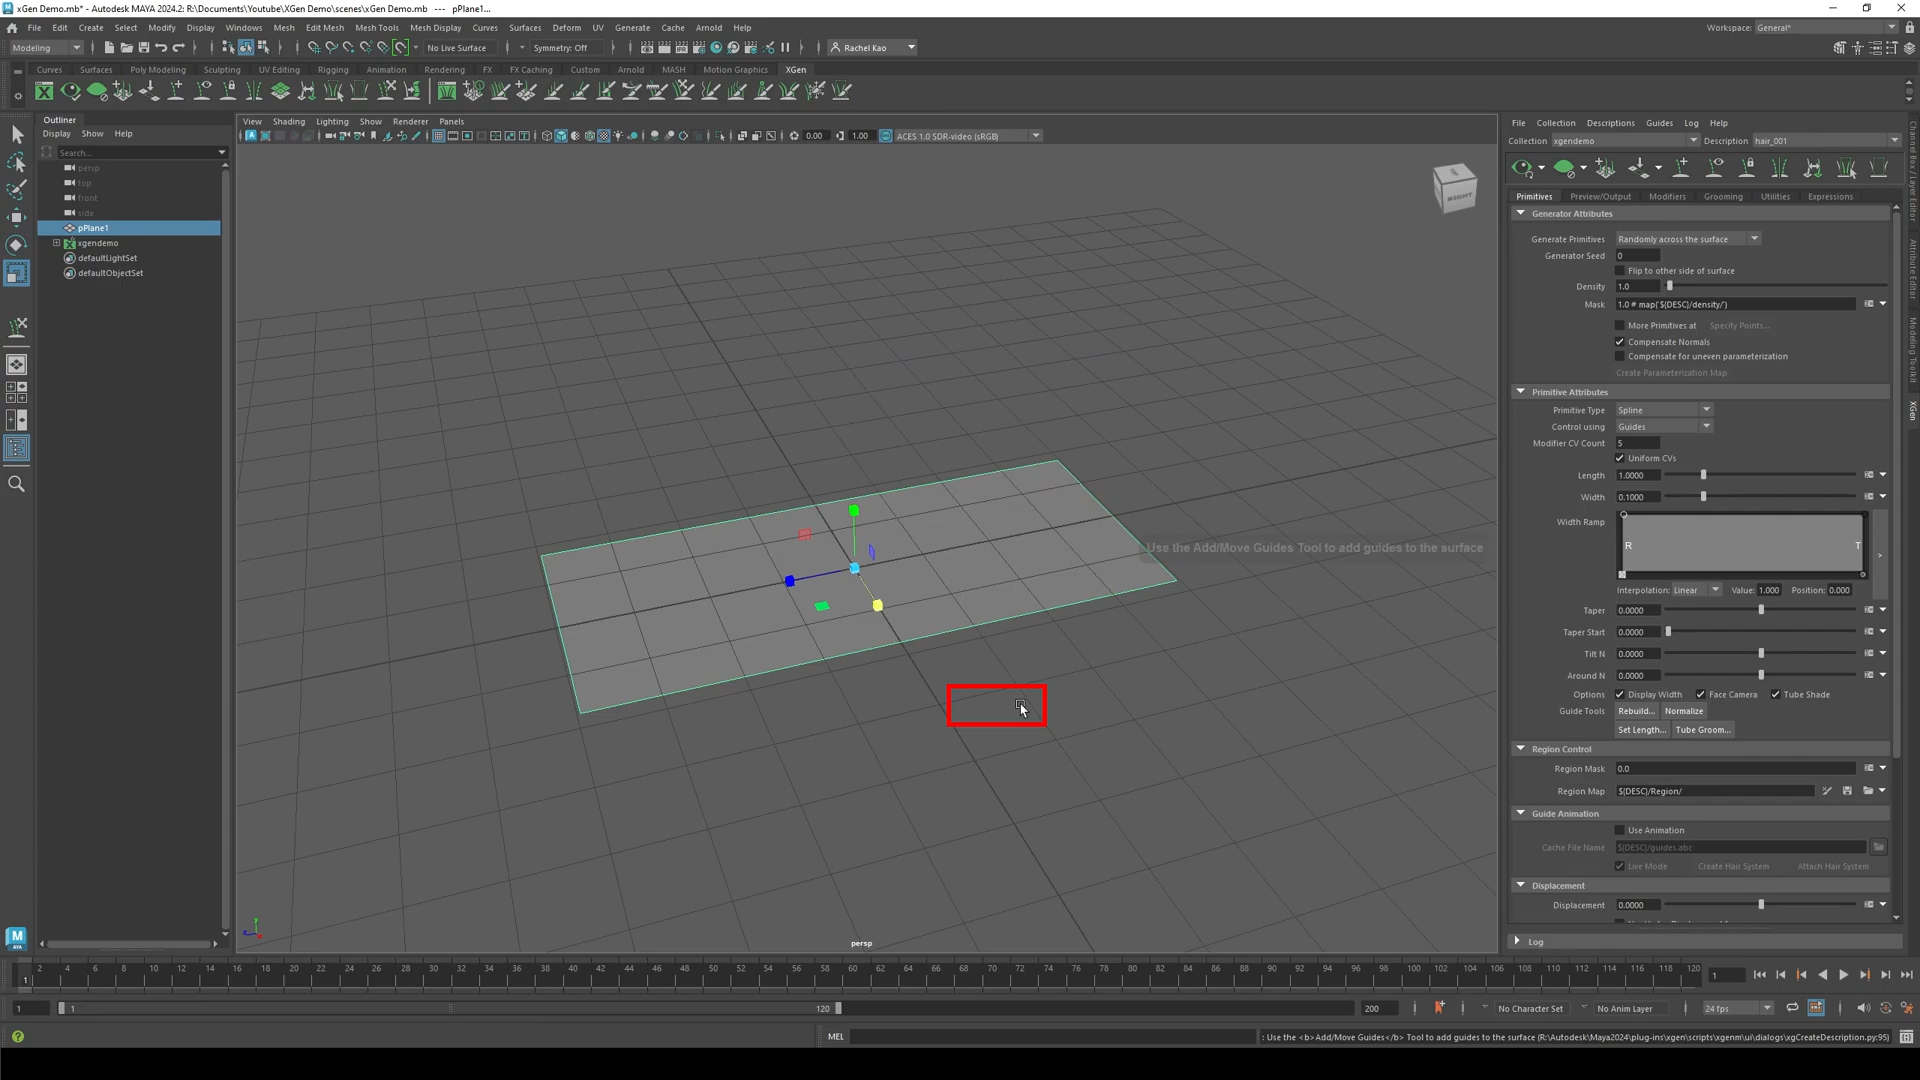 xGen Demo.mb* - Autodesk MAYA 2024.2: R:\Documents\Youtube\XGen Demo\scenes\xGen Demo.mb --- pPlane1...
File Edit Create Select Modify Display Windows Mesh Edit Mesh Mesh Tools Mesh Display Curves Surfaces Deform UV Generate Cache Arnold Help
Workspace: General*
Modeling
No Live Surface
Symmetry: Off
Rachel Kao
Curves Surfaces Poly Modeling Sculpting UV Editing Rigging Animation Rendering FX FX Caching Custom Arnold MASH Motion Graphics XGen
Outliner
Display Show Help
Search...
persp
top
front
side
pPlane1
xgendemo
defaultLightSet
defaultObjectSet
View Shading Lighting Show Renderer Panels
0.00 1.00 ACES 1.0 SDR-video (sRGB)
RIGHT
Use the Add/Move Guides Tool to add guides to the surface
persp
File Collection Descriptions Guides Log Help
Collection xgendemo Description hair_001
Primitives Preview/Output Modifiers Grooming Utilities Expressions
Generator Attributes
Generate Primitives Randomly across the surface
Generator Seed 0
Flip to other side of surface
Density 1.0
Mask 1.0 # map('${DESC}/density/')
More Primitives at Specify Points...
Compensate Normals
Compensate for uneven parameterization
Create Parameterization Map
Primitive Attributes
Primitive Type Spline
Control using Guides
Modifier CV Count 5
Uniform CVs
Length 1.0000
Width 0.1000
Width Ramp
R T
Interpolation: Linear Value: 1.000 Position: 0.000
Taper 0.0000
Taper Start 0.0000
Tilt N 0.0000
Around N 0.0000
Options Display Width Face Camera Tube Shade
Guide Tools Rebuild... Normalize
Set Length... Tube Groom...
Region Control
Region Mask 0.0
Region Map ${DESC}/Region/
Guide Animation
Use Animation
Cache File Name ${DESC}/guides.abc
Live Mode Create Hair System Attach Hair System
Displacement
Displacement 0.0000
Log
Channel Box / Layer Editor
Attribute Editor
Modeling Toolkit
XGen
1 2 4 6 8 10 12 14 16 18 20 22 24 26 28 30 32 34 36 38 40 42 44 46 48 50 52 54 56 58 60 62 64 66 68 70 72 74 76 78 80 82 84 86 88 90 92 94 96 98 100 102 104 106 108 110 112 114 116 118 120 1
1 1 120 200 No Character Set No Anim Layer 24 fps
MEL
: Use the <b>Add/Move Guides</b> Tool to add guides to the surface (R:\Autodesk\Maya2024\plug-ins\xgen\scripts\xgenm\ui\dialogs\xgCreateDescription.py:95)